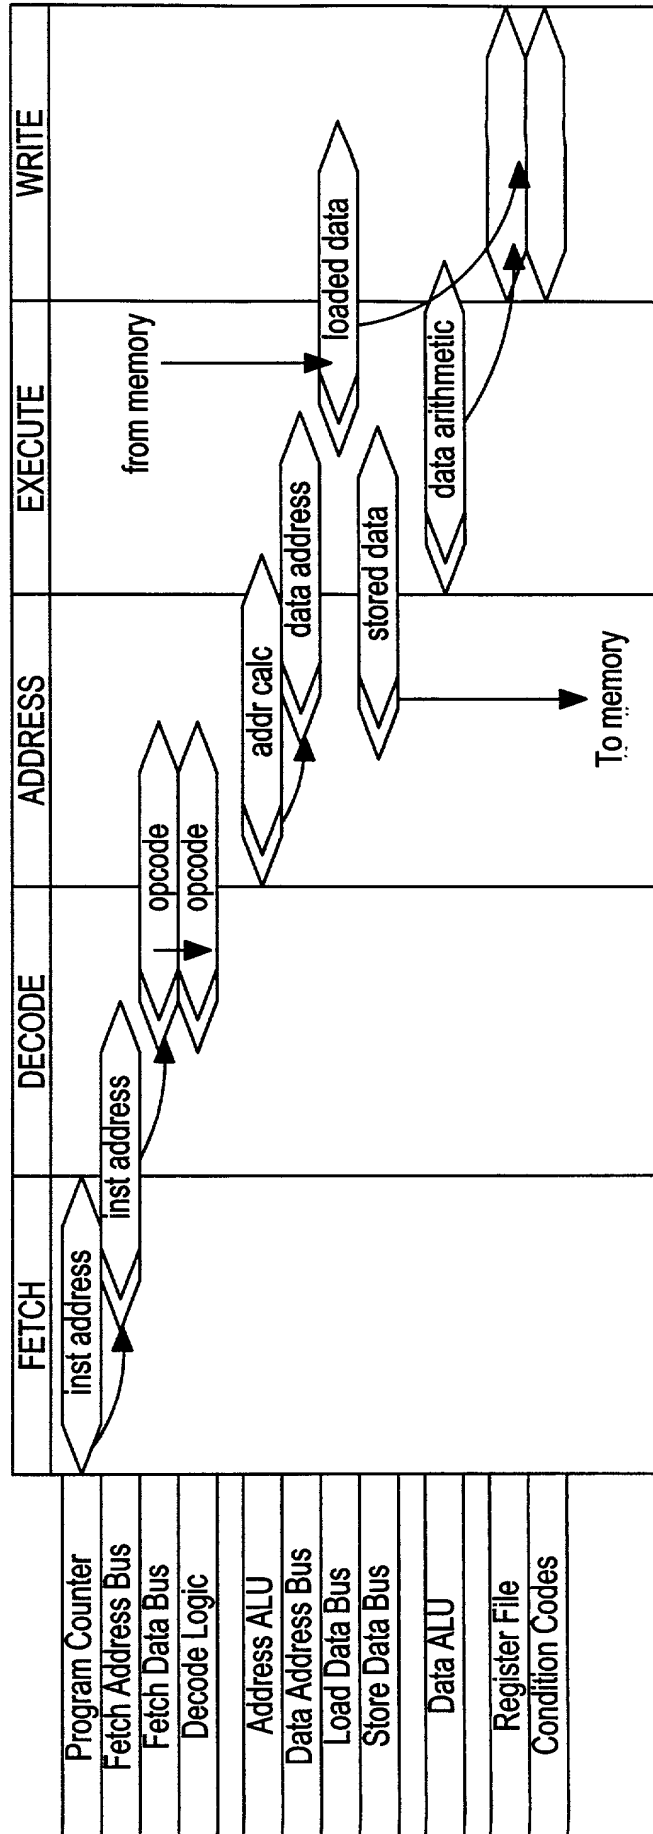 FETCH
DECODE
ADDRESS
EXECUTE
WRITE
Program Counter
inst address
Fetch Address Bus
inst address
Fetch Data Bus
opcode
Decode Logic
opcode
from memory
Address ALU
addr calc
Data Address Bus
data address
Load Data Bus
loaded data
Store Data Bus
stored data
Data ALU
data arithmetic
Register File
Condition Codes
To memory